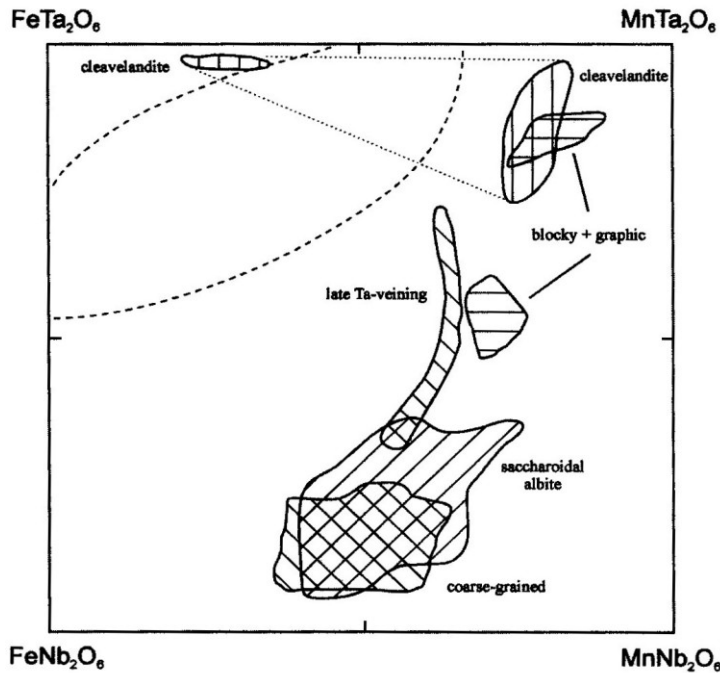 FeTa₂O₆
MnTa₂O₆
cleavelandite
cleavelandite
blocky + graphic
late Ta-veining
saccharoidal
albite
coarse-grained
FeNb₂O₆
MnNb₂O₆